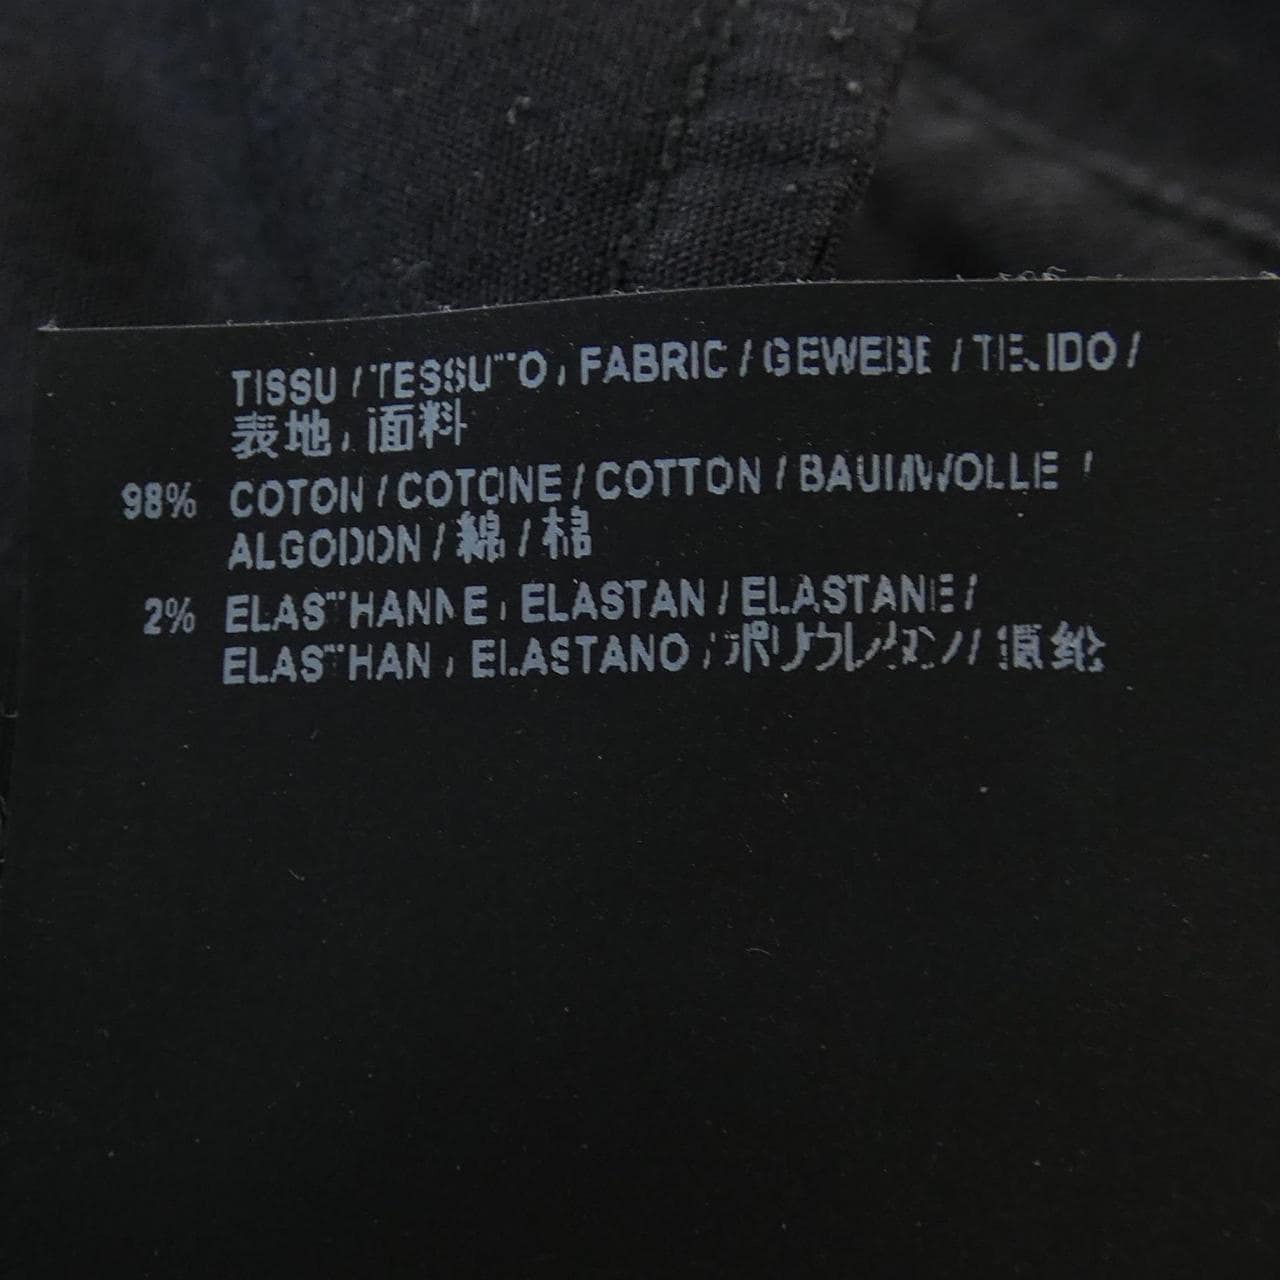 TISSU / TESSUTO / FABRIC / GEWEBE / TEJIDO /
表地 / 面料
98% COTON / COTONE / COTTON / BAUMWOLLE /
ALGODON / 綿 / 棉
2% ELASTHANNE / ELASTAN / ELASTANE /
ELASTHAN / ELASTANO / ポリウレタン / 氨纶